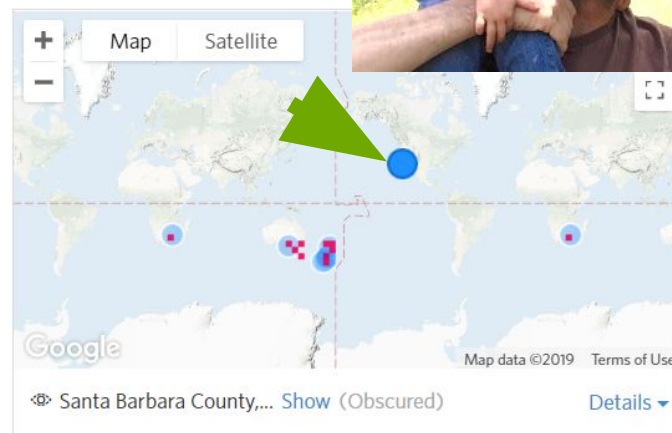 + Map Satellite
−
Google
Map data ©2019 Terms of Use
Santa Barbara County,... Show (Obscured) Details